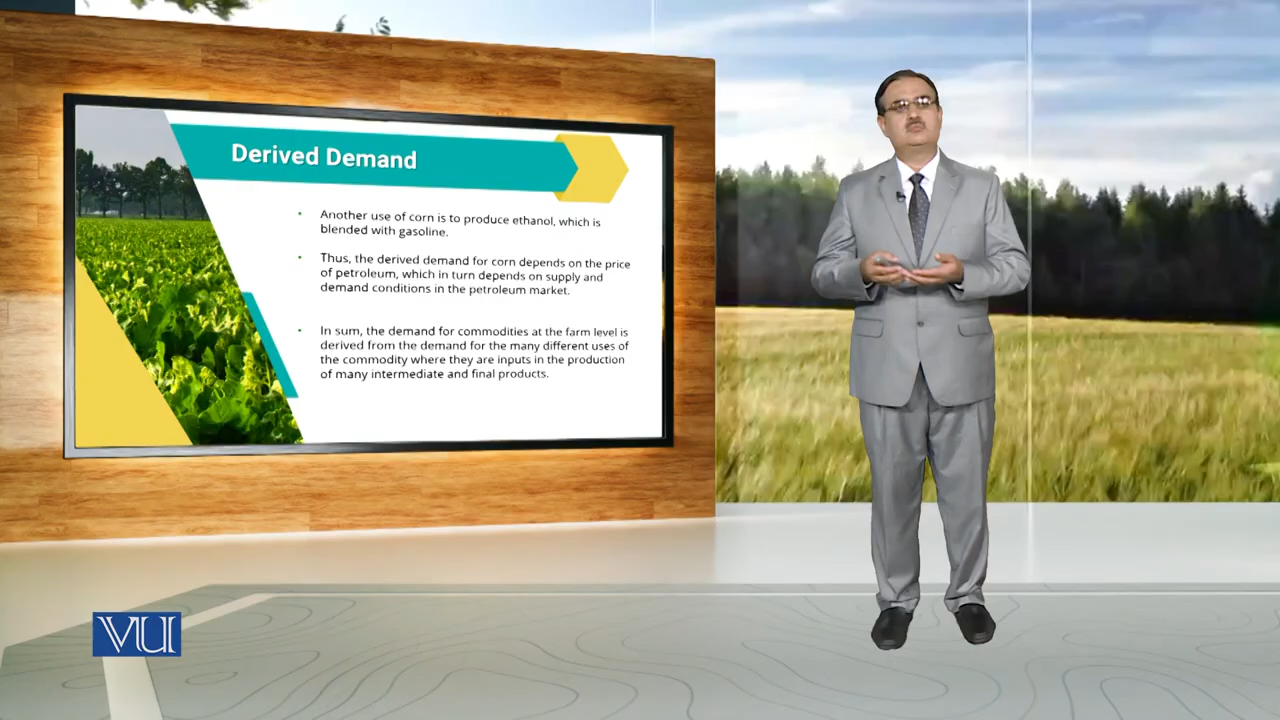 Derived Demand
• Another use of corn is to produce ethanol, which is
blended with gasoline.
• Thus, the derived demand for corn depends on the price
of petroleum, which in turn depends on supply and
demand conditions in the petroleum market.
• In sum, the demand for commodities at the farm level is
derived from the demand for the many different uses of
the commodity where they are inputs in the production
of many intermediate and final products.
VU